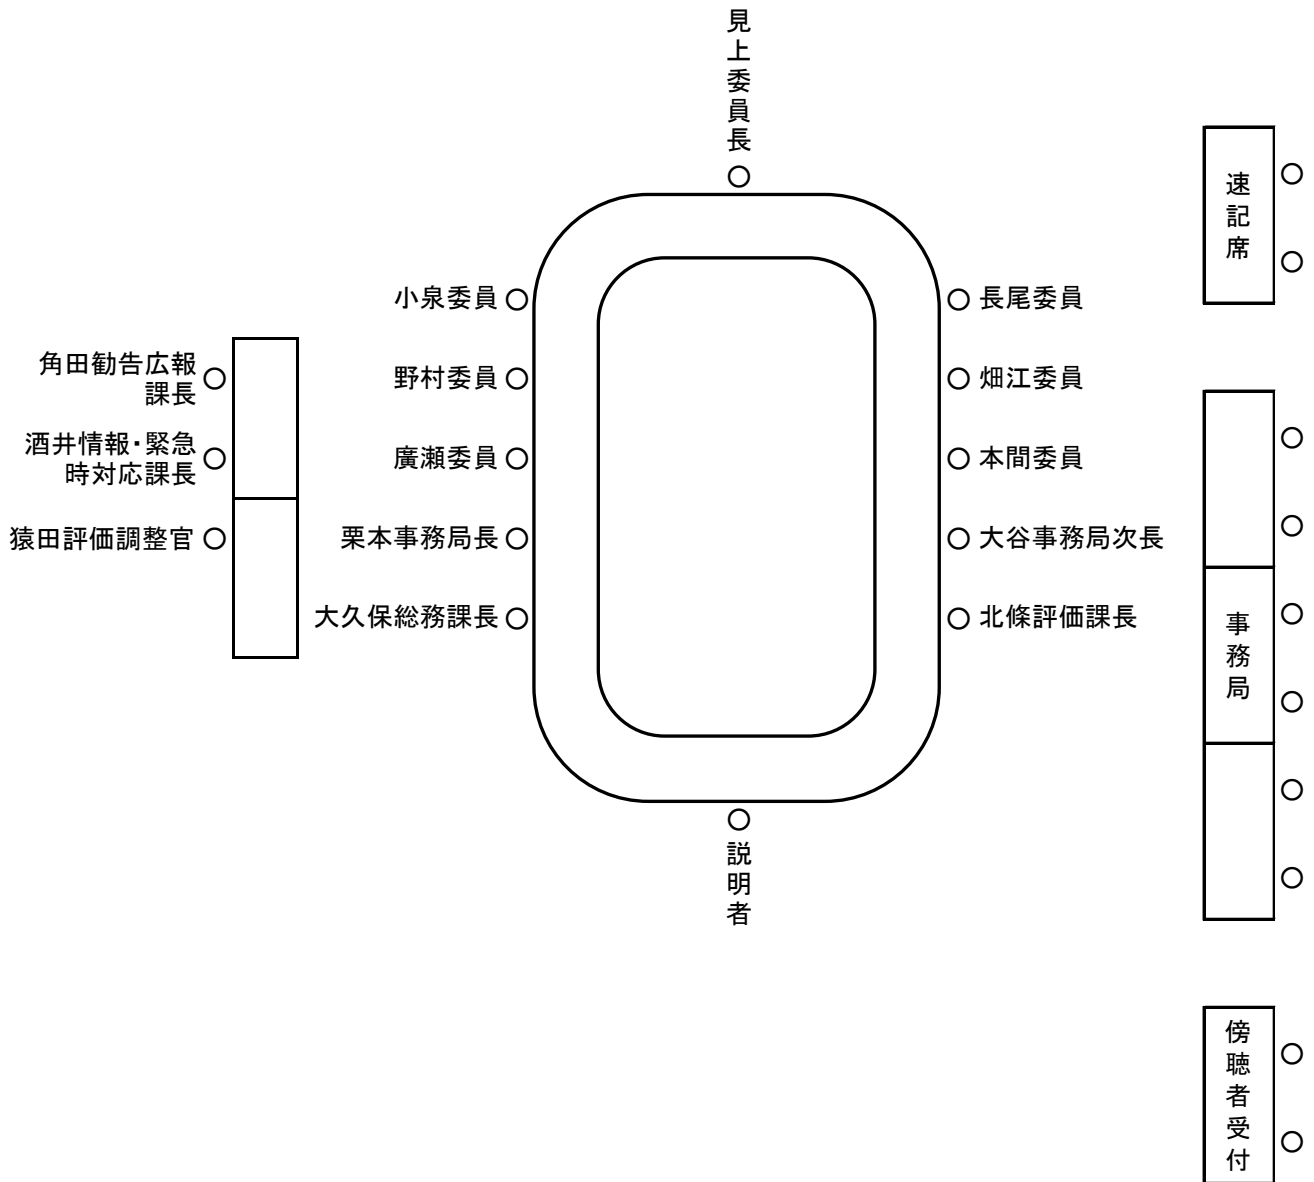 見上委員長
速記席
小泉委員
長尾委員
角田勧告広報
課長
野村委員
畑江委員
酒井情報・緊急
時対応課長
廣瀬委員
本間委員
猿田評価調整官
栗本事務局長
大谷事務局次長
大久保総務課長
北條評価課長
事務局
説明者
傍聴者受付